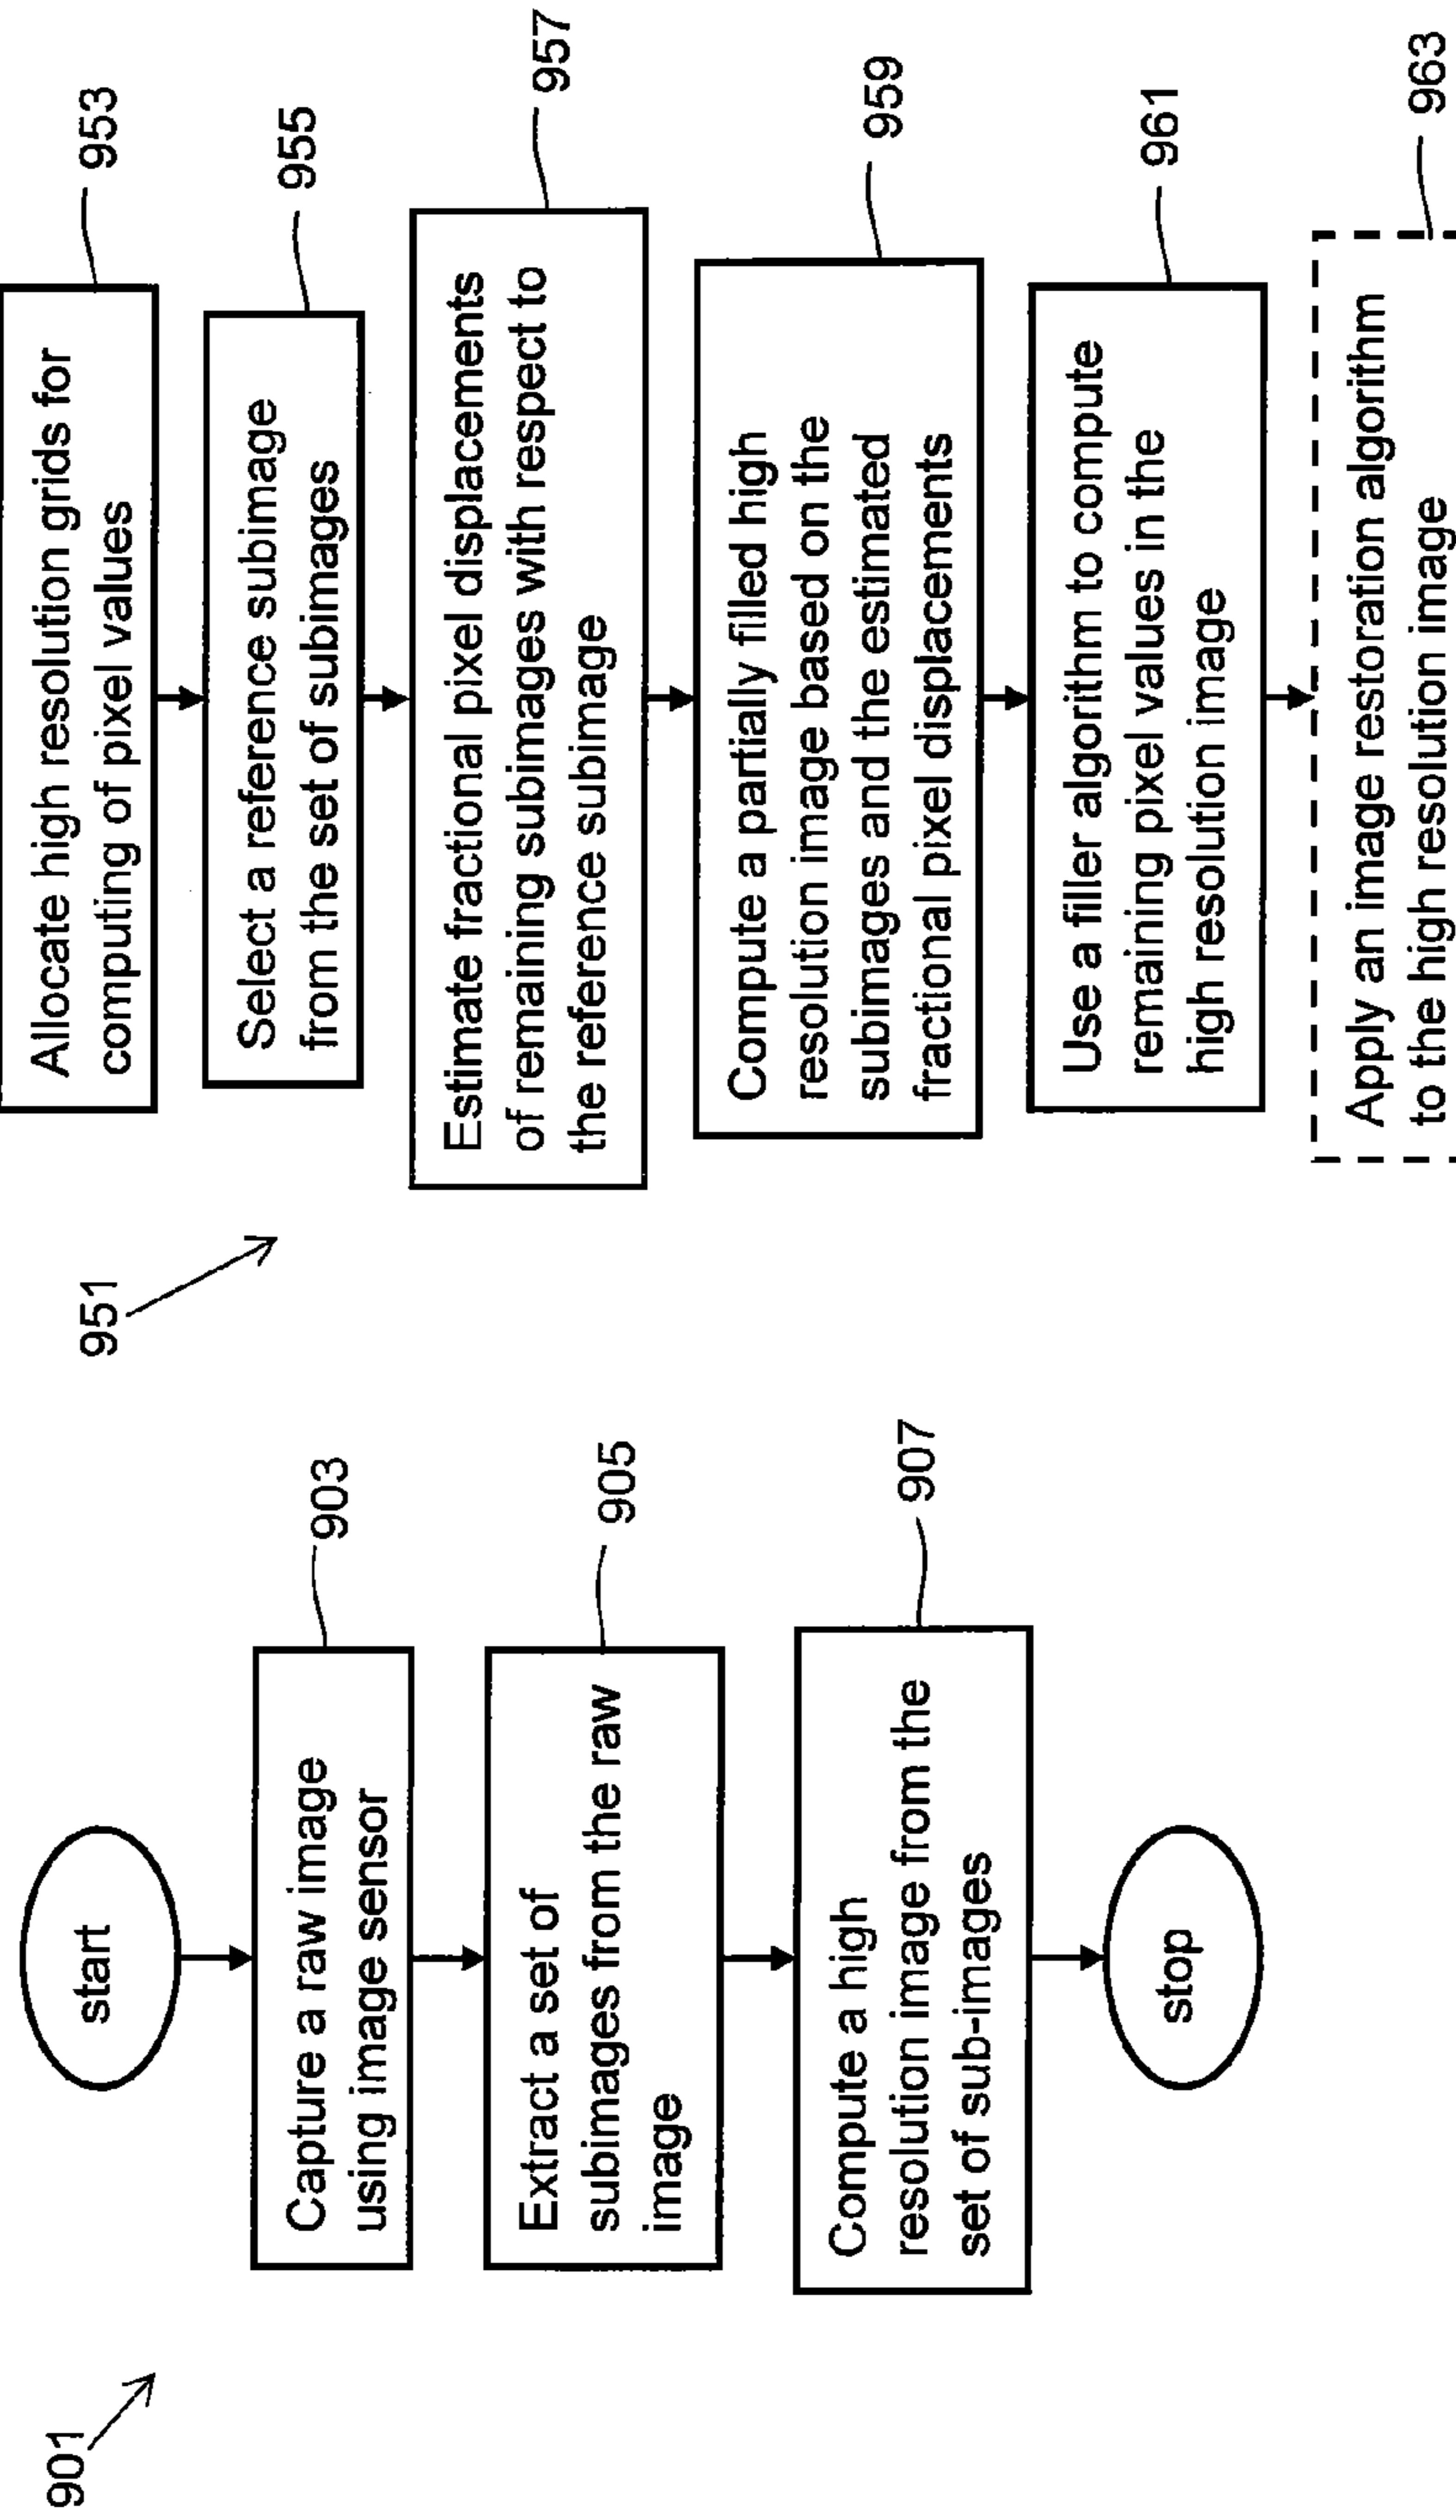 901
start
Capture a raw image
using image sensor
903
Extract a set of
subimages from the raw
image
905
Compute a high
resolution image from the
set of sub-images
907
stop
951
Allocate high resolution grids for
computing of pixel values
953
Select a reference subimage
from the set of subimages
955
Estimate fractional pixel displacements
of remaining subimages with respect to
the reference subimage
957
Compute a partially filled high
resolution image based on the
subimages and the estimated
fractional pixel displacements
959
Use a filler algorithm to compute
remaining pixel values in the
high resolution image
961
Apply an image restoration algorithm
to the high resolution image
963